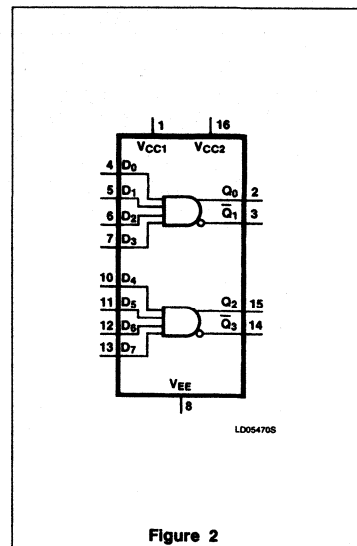 1 16
VCC1 VCC2
4 D0
5 D1
6 D2
7 D3
Q0 2
Q̅1 3
10 D4
11 D5
12 D6
13 D7
Q2 15
Q̅3 14
VEE
8
LD05470S
Figure 2